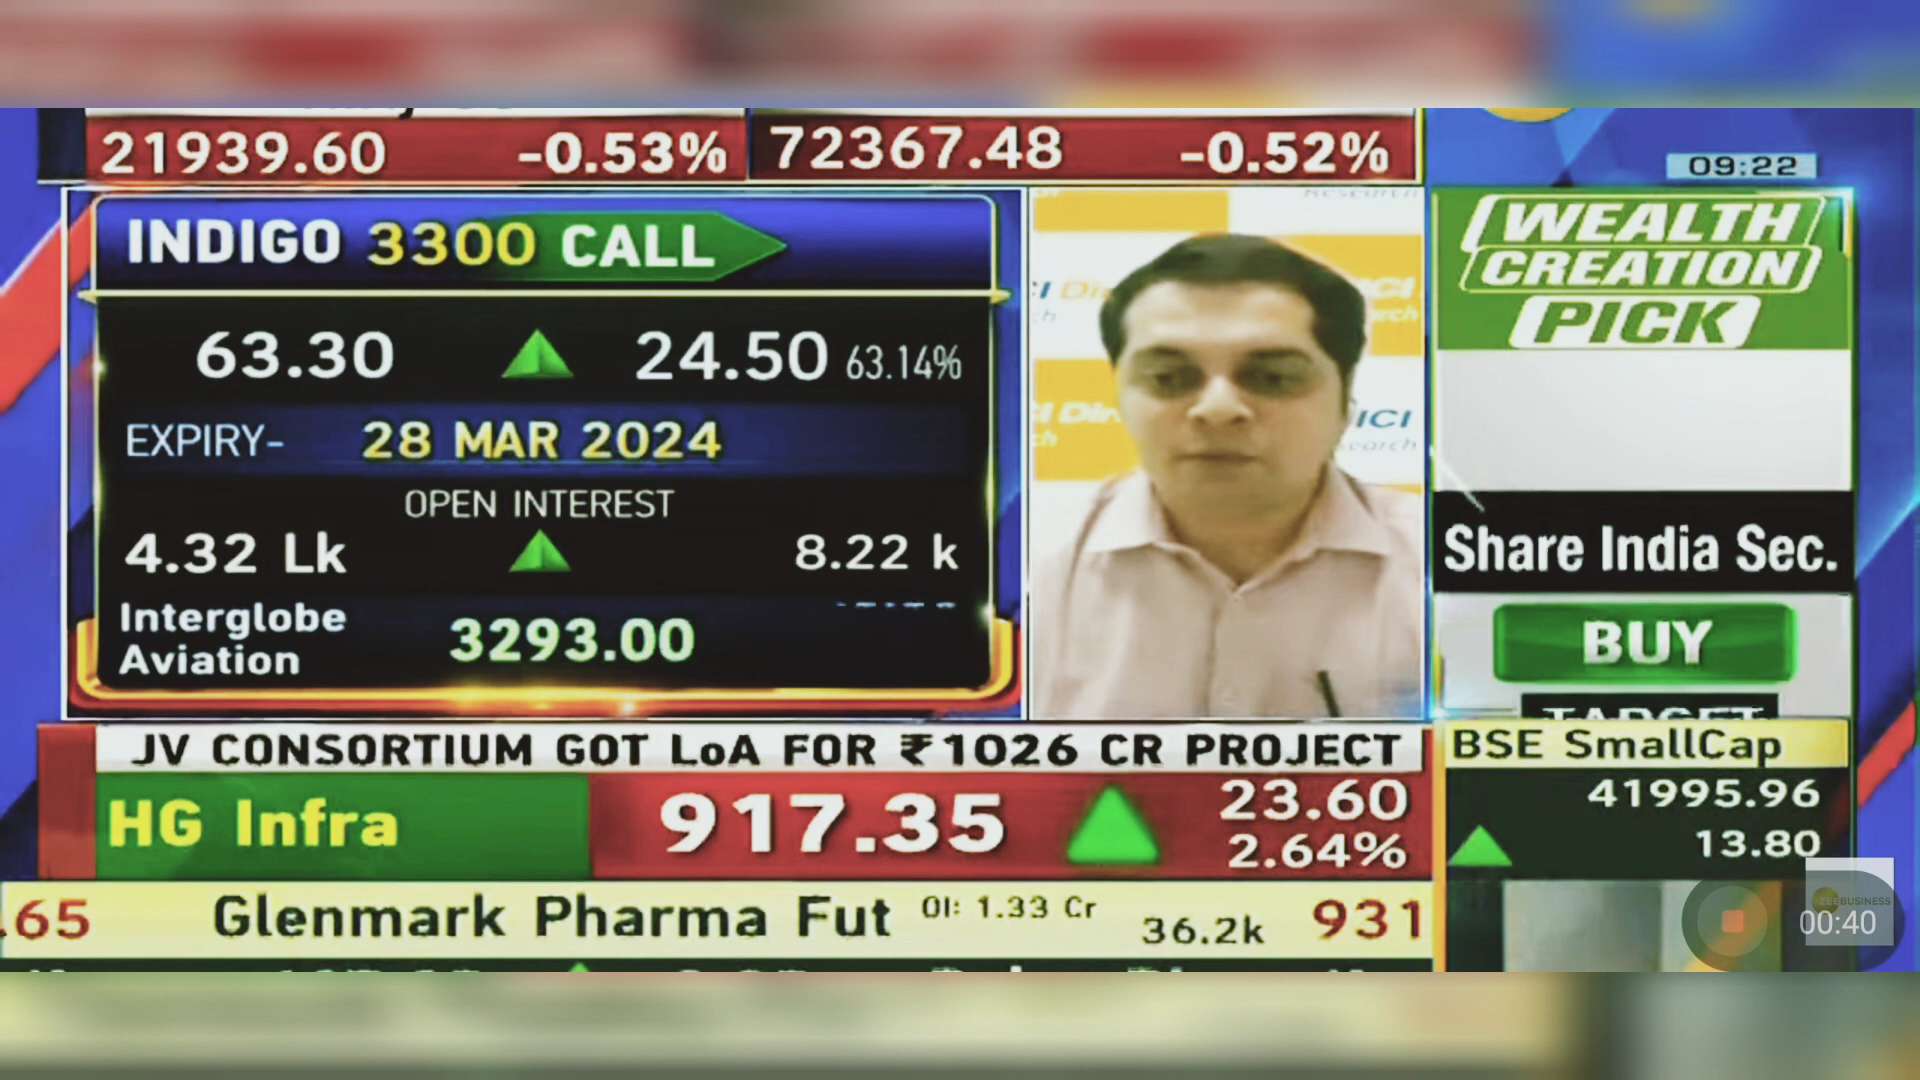 21939.60 -0.53% 72367.48 -0.52%
09:22
INDIGO 3300 CALL
63.30 24.50 63.14%
EXPIRY- 28 MAR 2024
OPEN INTEREST
4.32 Lk 8.22 k
Interglobe
Aviation
3293.00
Research
ICI
WEALTH
CREATION
PICK
Share India Sec.
BUY
TARGET
JV CONSORTIUM GOT LoA FOR ₹1026 CR PROJECT
HG Infra 917.35 23.60
2.64%
BSE SmallCap
41995.96
13.80
.65 Glenmark Pharma Fut OI: 1.33 Cr 36.2k 931
ZEEBUSINESS
00:40